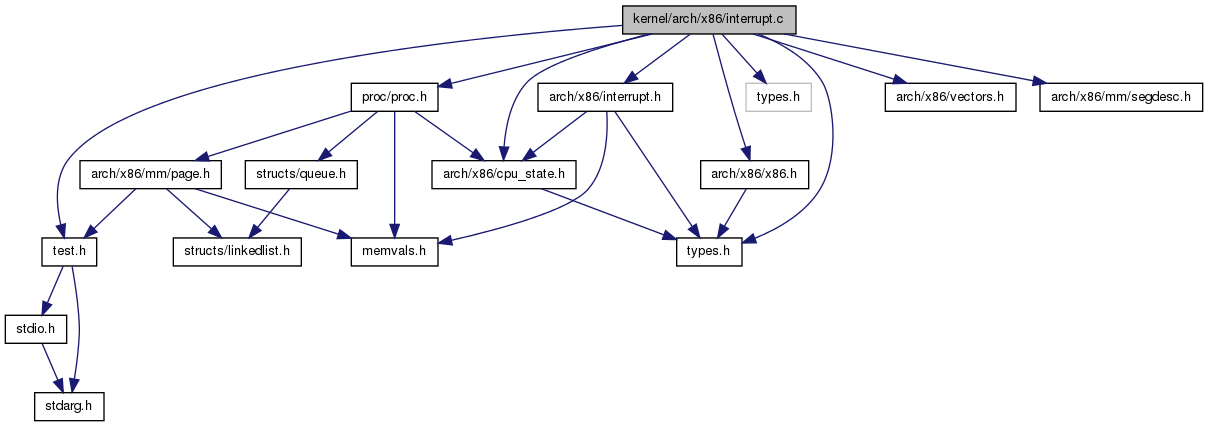 kernel/arch/x86/interrupt.c
proc/proc.h
arch/x86/interrupt.h
types.h
arch/x86/vectors.h
arch/x86/mm/segdesc.h
arch/x86/mm/page.h
structs/queue.h
arch/x86/cpu_state.h
arch/x86/x86.h
test.h
structs/linkedlist.h
memvals.h
types.h
stdio.h
stdarg.h